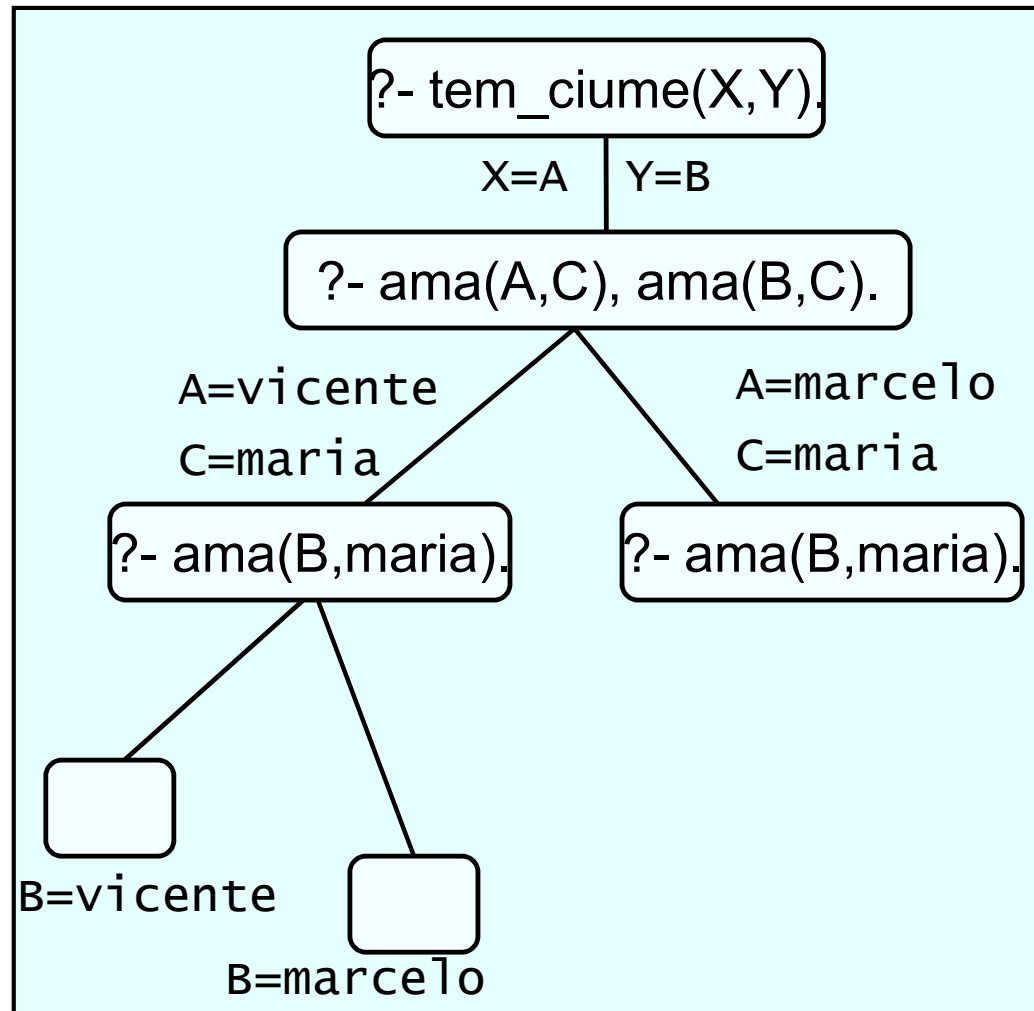 ?- tem_ciume(X,Y).
X=A Y=B
?- ama(A,C), ama(B,C).
A=vicente
C=maria
A=marcelo
C=maria
?- ama(B,maria).
?- ama(B,maria).
B=vicente
B=marcelo